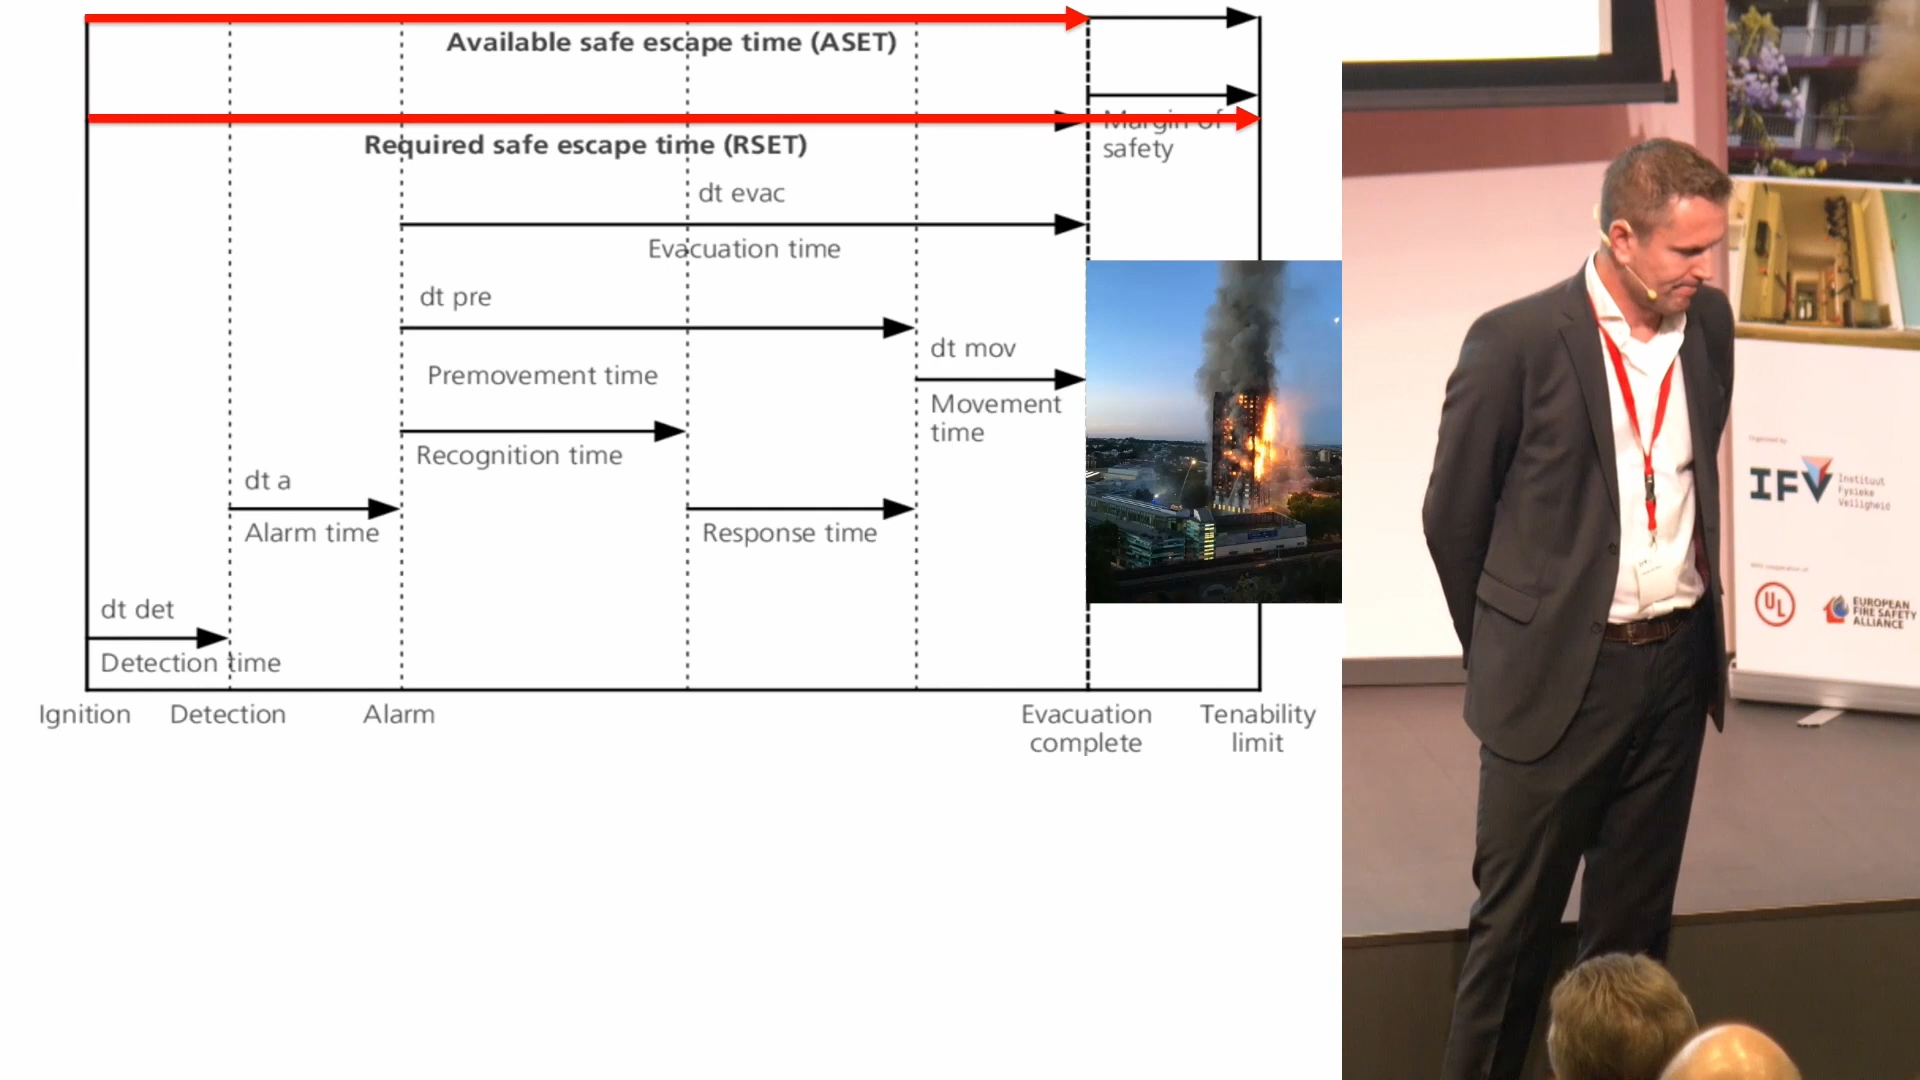 Available safe escape time (ASET)
Margin of
safety
Required safe escape time (RSET)
dt evac
Evacuation time
dt pre
Premovement time
dt mov
Movement
time
Recognition time
dt a
Alarm time
Response time
dt det
Detection time
Ignition
Detection
Alarm
Evacuation
complete
Tenability
limit
IFV
Instituut
Fysieke
Veiligheid
UL
EUROPEAN
FIRE SAFETY
ALLIANCE